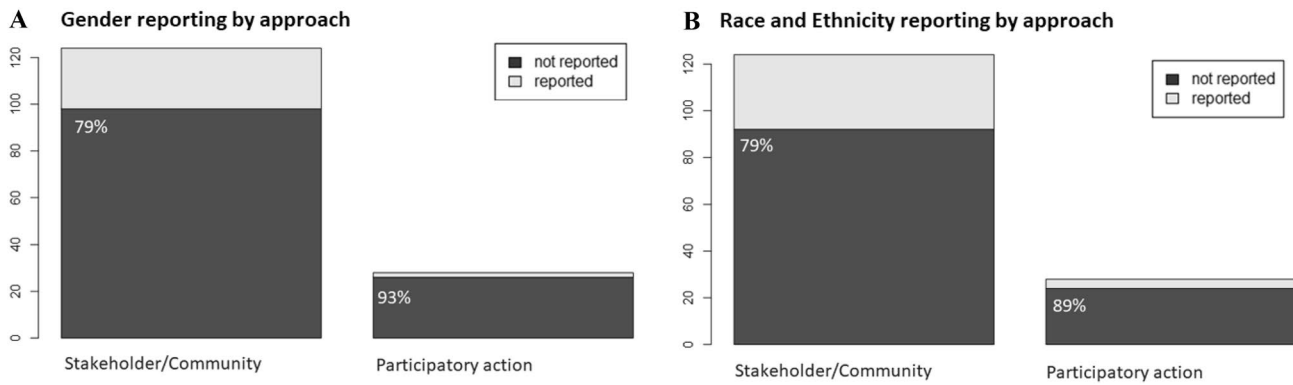 A Gender reporting by approach
not reported
reported
120
100
80
60
40
20
0
79%
93%
Stakeholder/Community
Participatory action
B Race and Ethnicity reporting by approach
not reported
reported
120
100
80
60
40
20
0
79%
89%
Stakeholder/Community
Participatory action